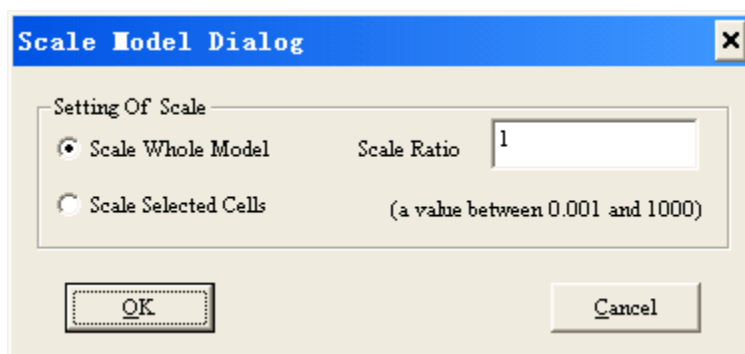 Scale Model Dialog
Setting Of Scale
Scale Whole Model Scale Ratio 1
Scale Selected Cells (a value between 0.001 and 1000)
OK Cancel